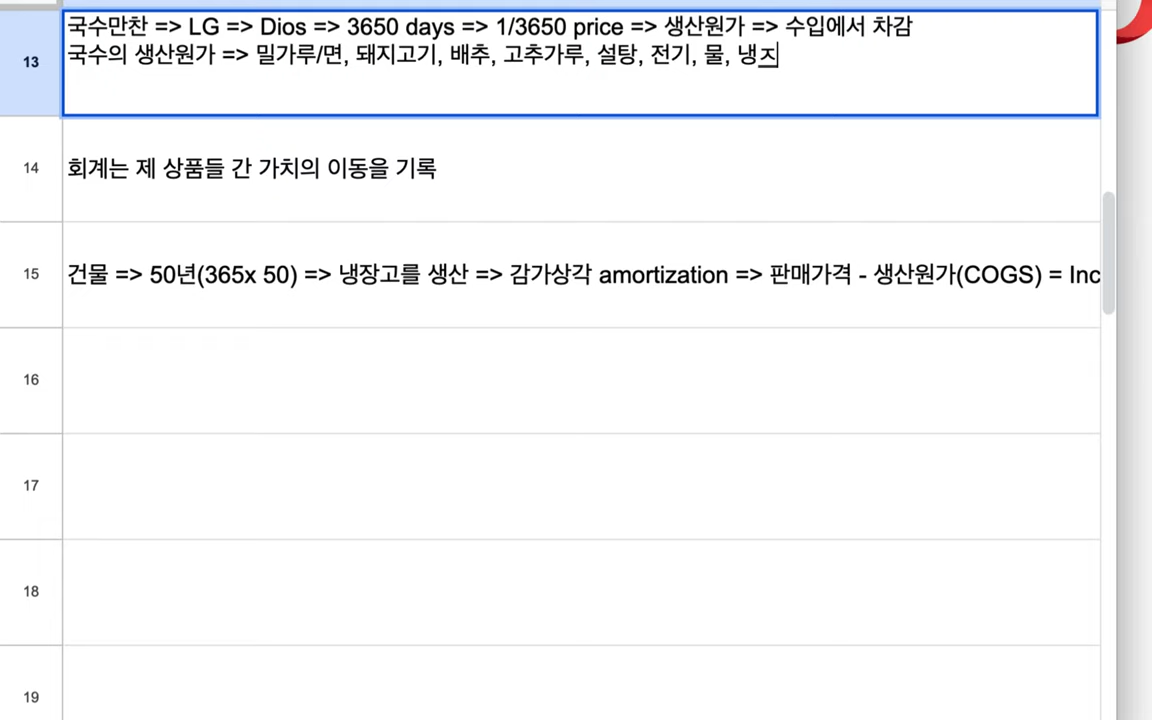 13
국수만찬 => LG => Dios => 3650 days => 1/3650 price => 생산원가 => 수입에서 차감
국수의 생산원가 => 밀가루/면, 돼지고기, 배추, 고추가루, 설탕, 전기, 물, 냉ㅈ
14
회계는 제 상품들 간 가치의 이동을 기록
15
건물 => 50년(365x 50) => 냉장고를 생산 => 감가상각 amortization => 판매가격 - 생산원가(COGS) = Inc
16
17
18
19